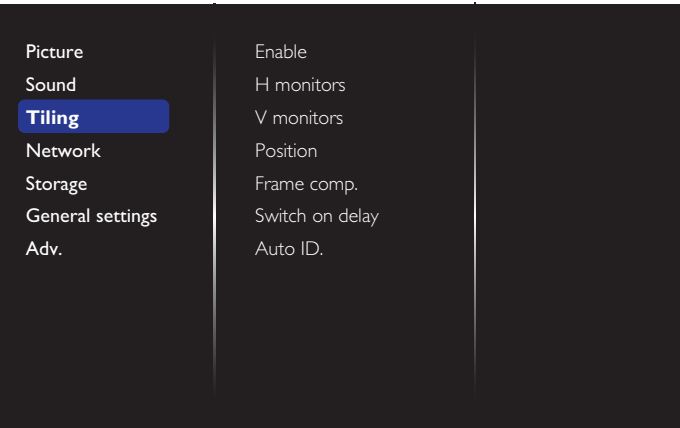 Picture
Sound
Tiling
Network
Storage
General settings
Adv.
Enable
H monitors
V monitors
Position
Frame comp.
Switch on delay
Auto ID.